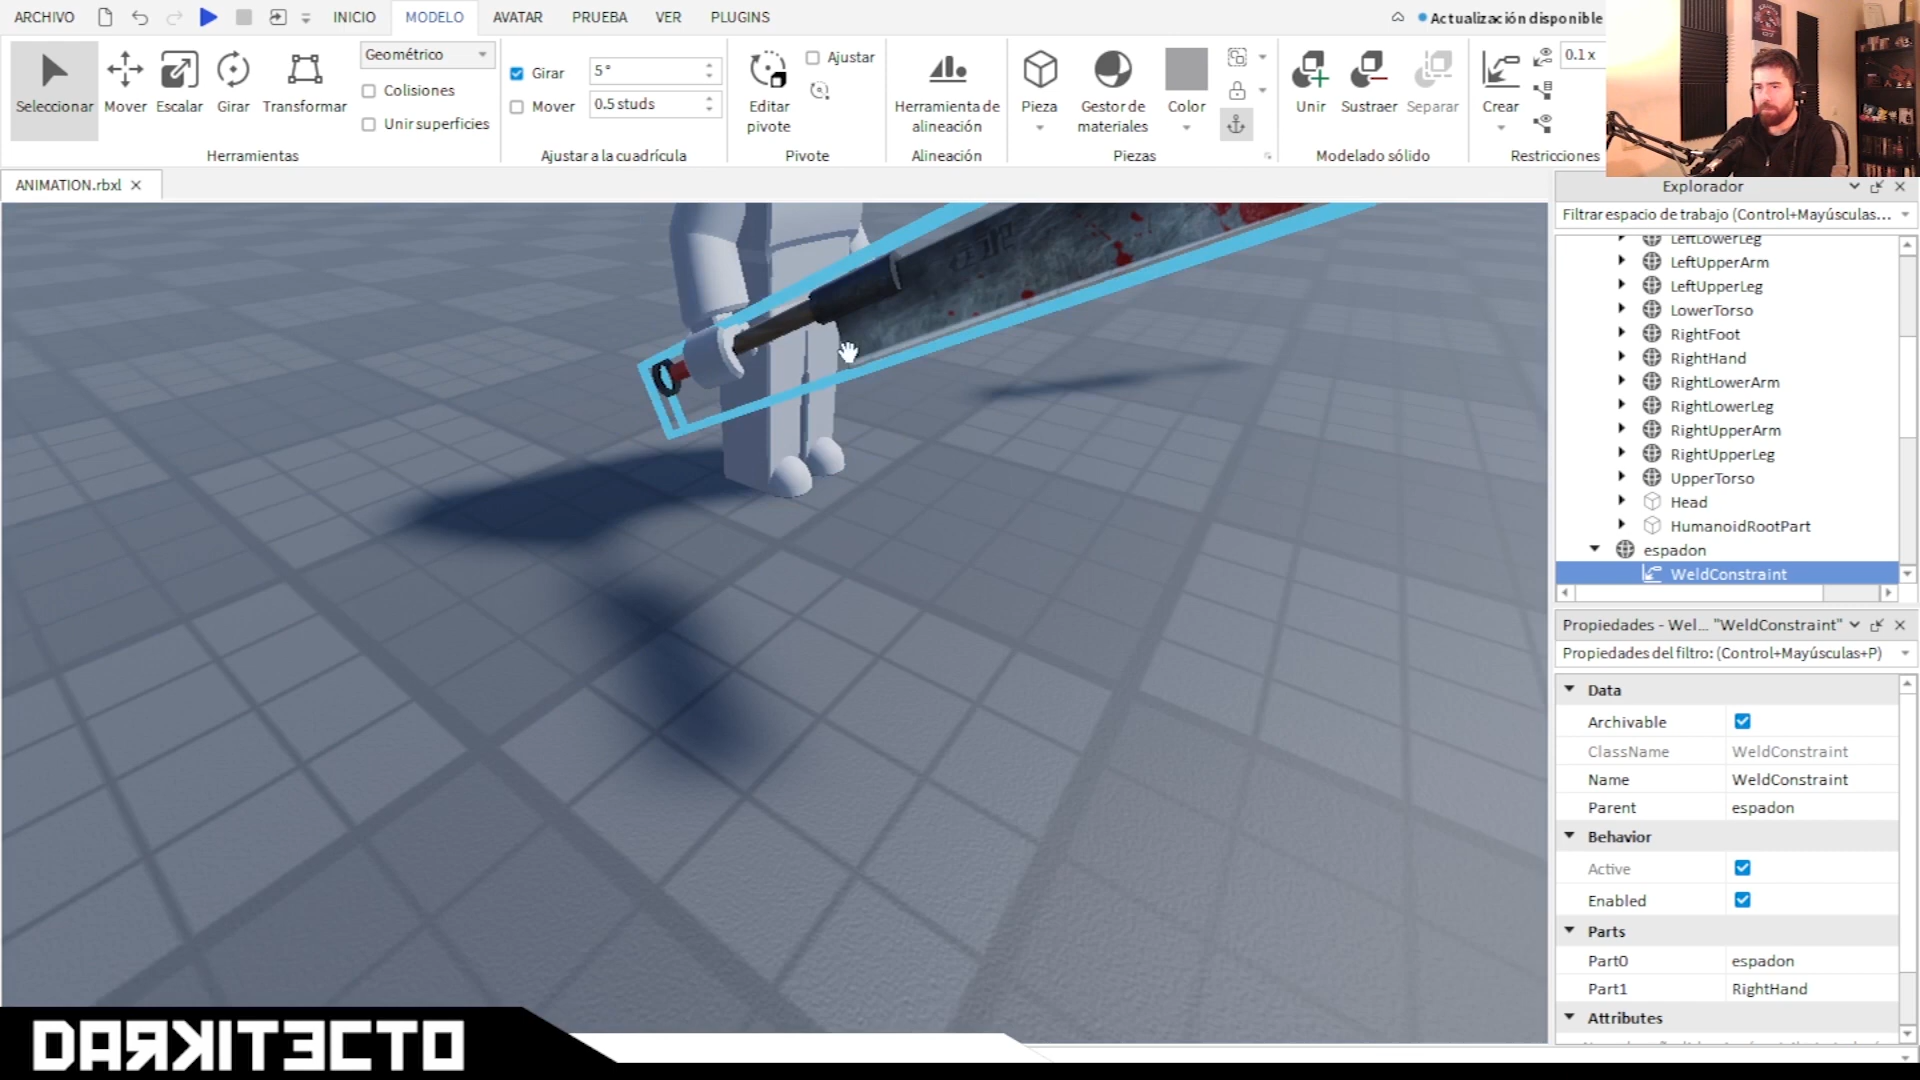 ARCHIVO INICIO MODELO AVATAR PRUEBA VER PLUGINS Actualización disponible
Seleccionar Mover Escalar Girar Transformar
Geométrico
Colisiones
Unir superficies
Herramientas
Girar 5°
Mover 0.5 studs
Ajustar a la cuadrícula
Editar pivote
Ajustar
Pivote
Herramienta de alineación
Alineación
Pieza
Gestor de materiales
Color
Piezas
Unir Sustraer Separar
Modelado sólido
Crear
0.1 x
Restricciones
ANIMATION.rbxl
Explorador
Filtrar espacio de trabajo (Control+Mayúsculas...
LeftLowerLeg
LeftUpperArm
LeftUpperLeg
LowerTorso
RightFoot
RightHand
RightLowerArm
RightLowerLeg
RightUpperArm
RightUpperLeg
UpperTorso
Head
HumanoidRootPart
espadon
WeldConstraint
Propiedades - Wel... "WeldConstraint"
Propiedades del filtro: (Control+Mayúsculas+P)
Data
Archivable
ClassName WeldConstraint
Name WeldConstraint
Parent espadon
Behavior
Active
Enabled
Parts
Part0 espadon
Part1 RightHand
Attributes
DARKITECTO